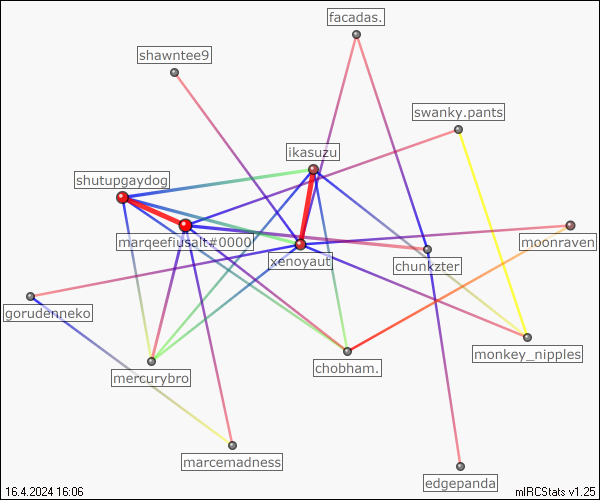 facadas.
shawntee9
swanky.pants
ikasuzu
shutupgaydog
marqeefiusalt#0000
moonraven
xenoyaut
chunkzter
gorudenneko
monkey_nipples
chobham.
mercurybro
marcemadness
edgepanda
16.4.2024 16:06
mIRCStats v1.25